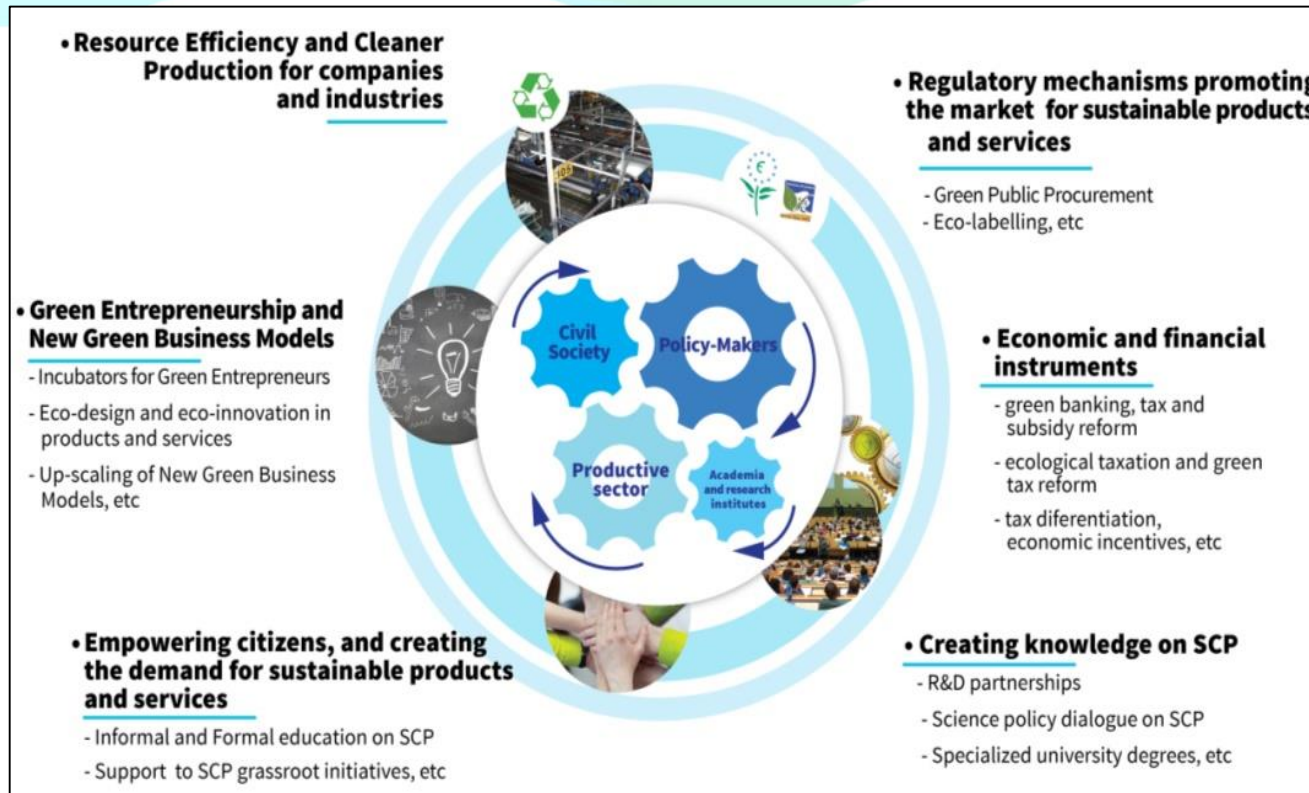 • Resource Efficiency and Cleaner
Production for companies
and industries
• Regulatory mechanisms promoting
the market for sustainable products
and services
- Green Public Procurement
- Eco-labelling, etc
• Green Entrepreneurship and
New Green Business Models
- Incubators for Green Entrepreneurs
- Eco-design and eco-innovation in
products and services
- Up-scaling of New Green Business
Models, etc
Civil
Society
Policy-Makers
Productive
sector
Academia
and research
institutes
• Economic and financial
instruments
- green banking, tax and
subsidy reform
- ecological taxation and green
tax reform
- tax diferentiation,
economic incentives, etc
• Empowering citizens, and creating
the demand for sustainable products
and services
- Informal and Formal education on SCP
- Support to SCP grassroot initiatives, etc
• Creating knowledge on SCP
- R&D partnerships
- Science policy dialogue on SCP
- Specialized university degrees, etc